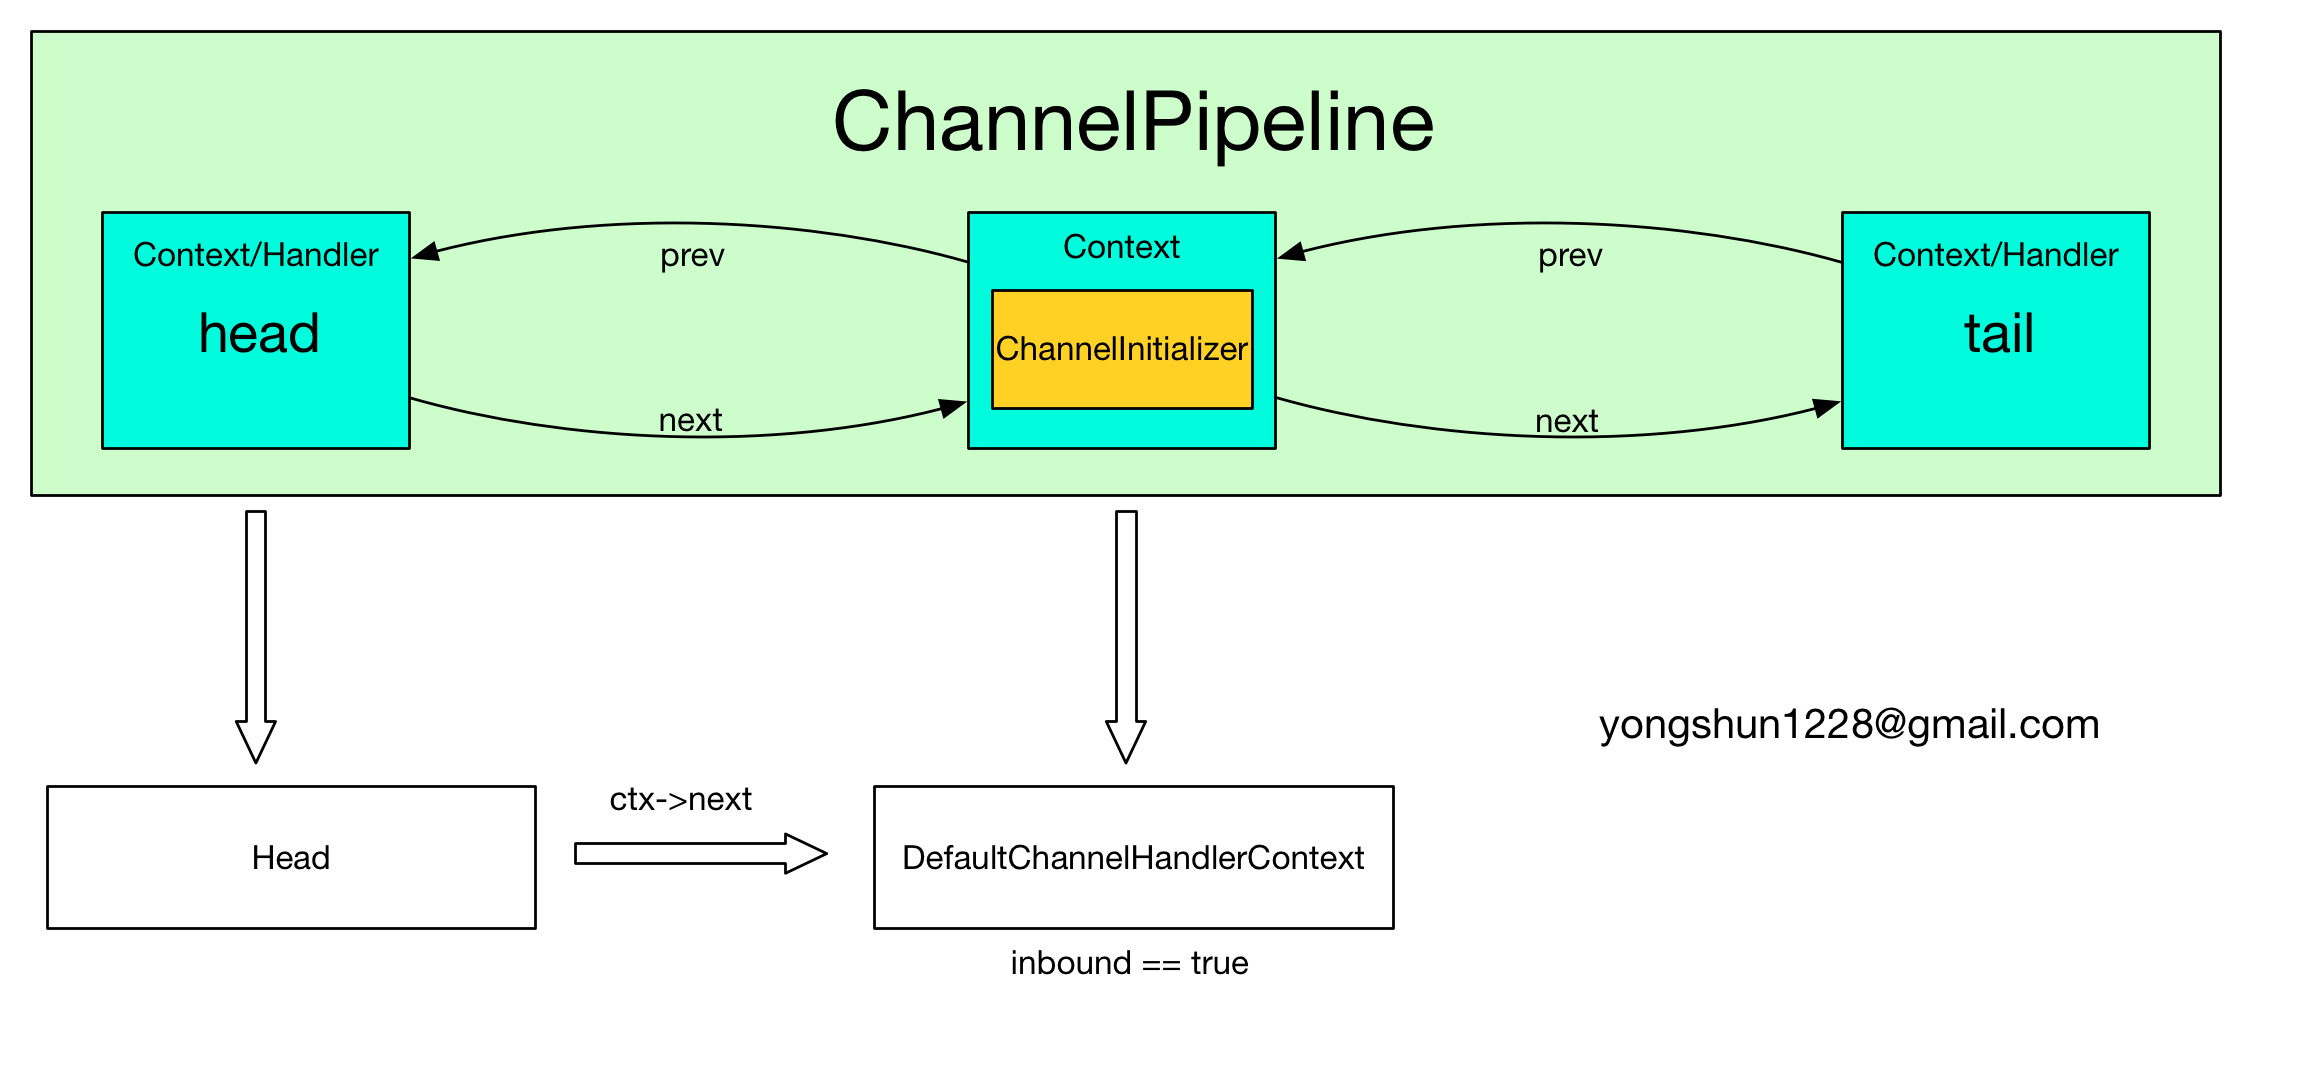 ChannelPipeline
Context/Handler
head
prev
next
Context
ChannelInitializer
prev
next
Context/Handler
tail
Head
ctx->next
DefaultChannelHandlerContext
inbound == true
yongshun1228@gmail.com